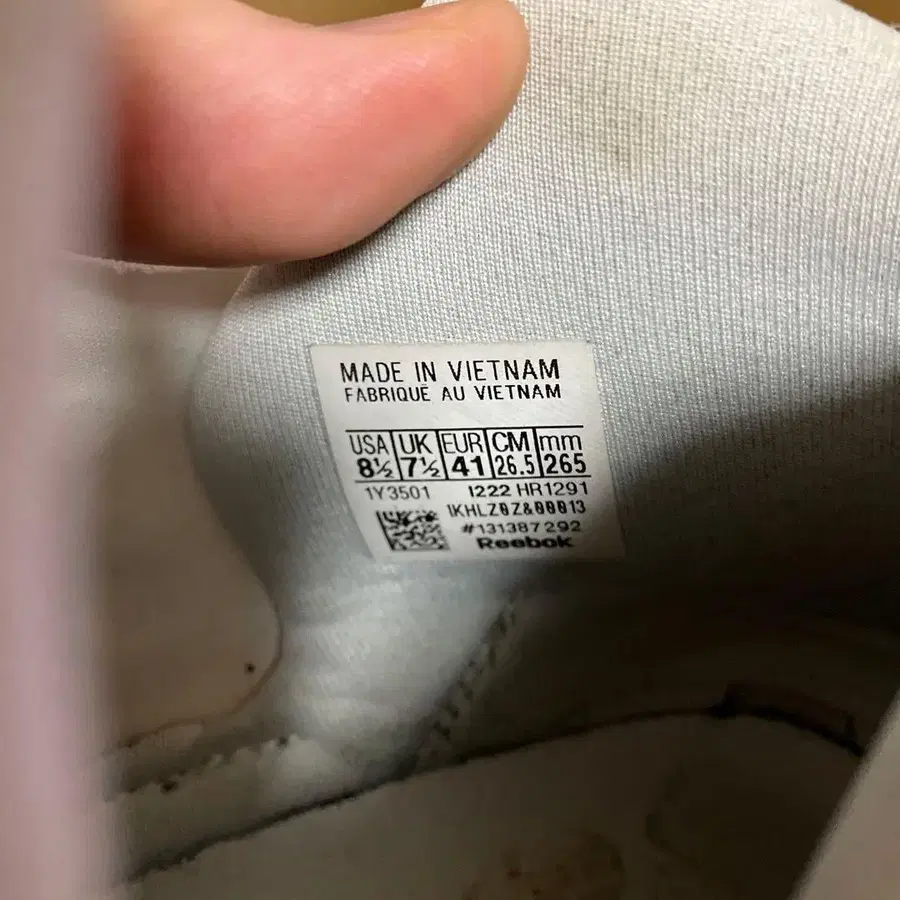 MADE IN VIETNAM
FABRIQUÉ AU VIETNAM
USA UK EUR CM mm
8½ 7½ 41 26.5 265
1Y3501 I222 HR1291
IKHLZ0Z&00013
#131387292
Reebok